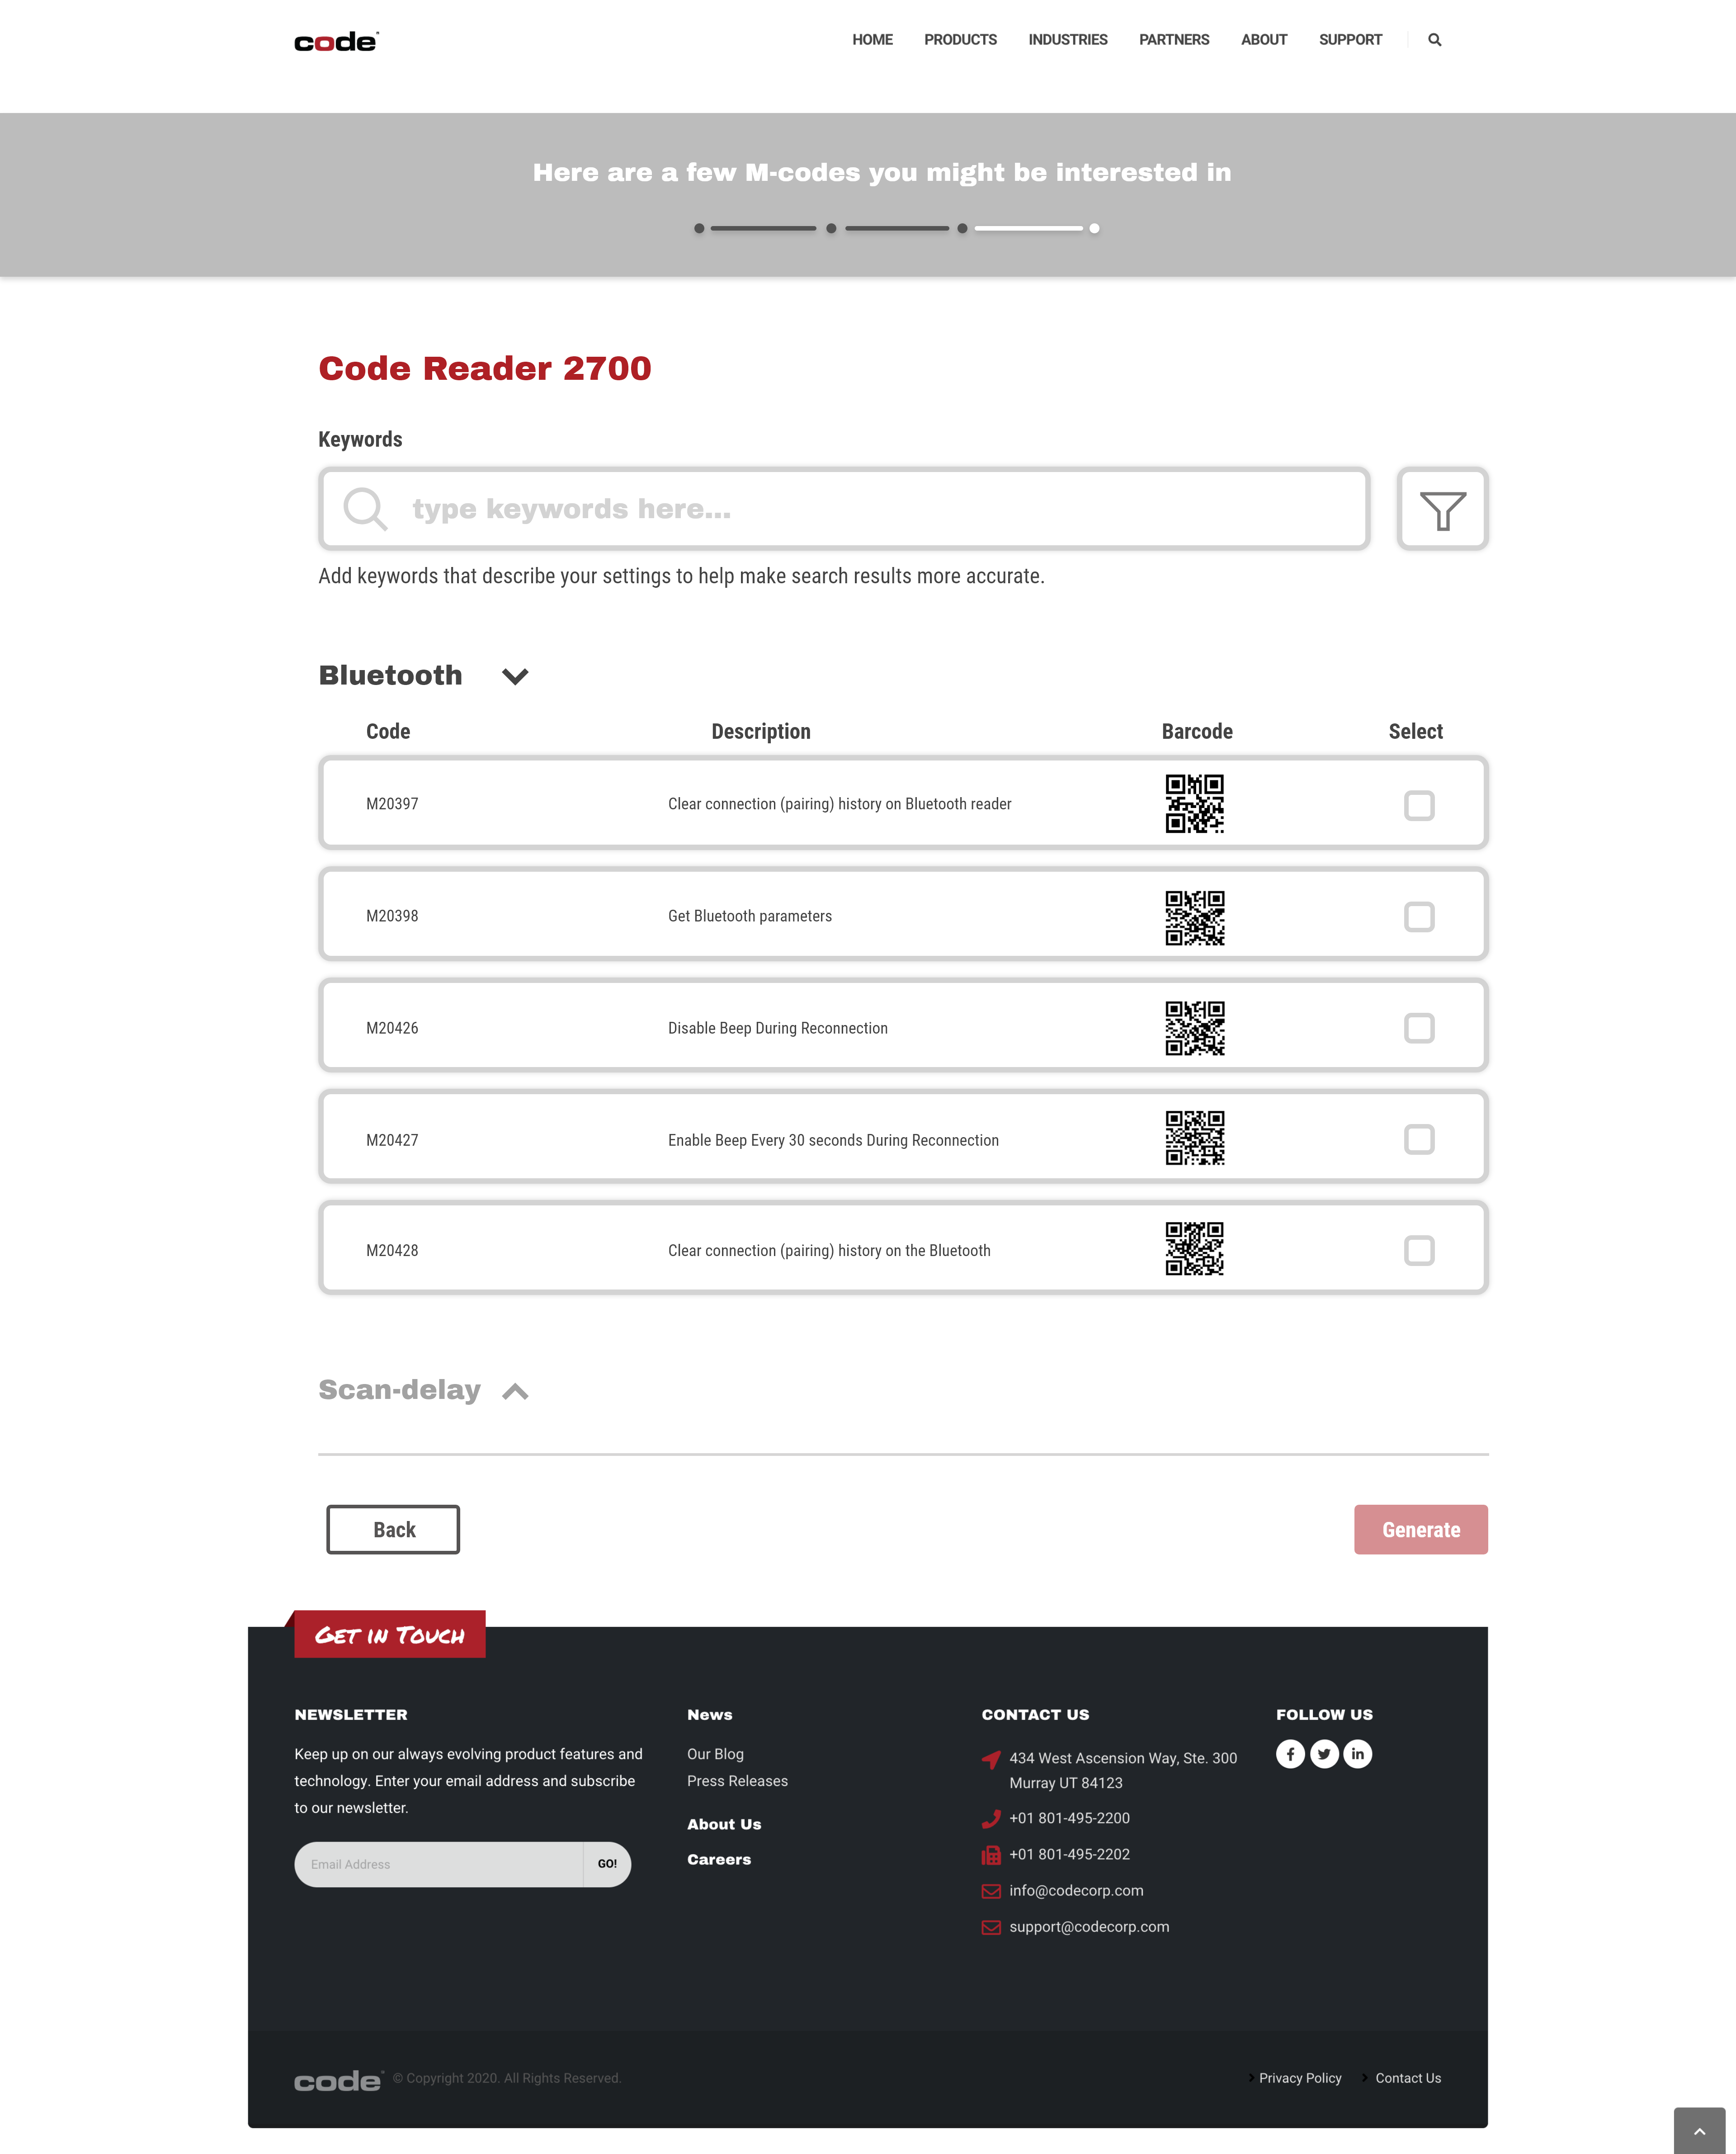 code
HOME PRODUCTS INDUSTRIES PARTNERS ABOUT SUPPORT
Here are a few M-codes you might be interested in
Code Reader 2700
Keywords
type keywords here...
Add keywords that describe your settings to help make search results more accurate.
Bluetooth
Code Description Barcode Select
M20397 Clear connection (pairing) history on Bluetooth reader
M20398 Get Bluetooth parameters
M20426 Disable Beep During Reconnection
M20427 Enable Beep Every 30 seconds During Reconnection
M20428 Clear connection (pairing) history on the Bluetooth
Scan-delay
Back Generate
Get in Touch
NEWSLETTER
Keep up on our always evolving product features and
technology. Enter your email address and subscribe
to our newsletter.
Email Address GO!
News
Our Blog
Press Releases
About Us
Careers
CONTACT US
434 West Ascension Way, Ste. 300
Murray UT 84123
+01 801-495-2200
+01 801-495-2202
info@codecorp.com
support@codecorp.com
FOLLOW US
code © Copyright 2020. All Rights Reserved.
Privacy Policy Contact Us